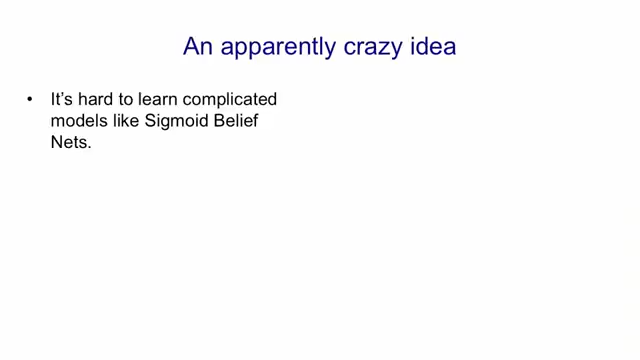 An apparently crazy idea
• It's hard to learn complicated
models like Sigmoid Belief
Nets.